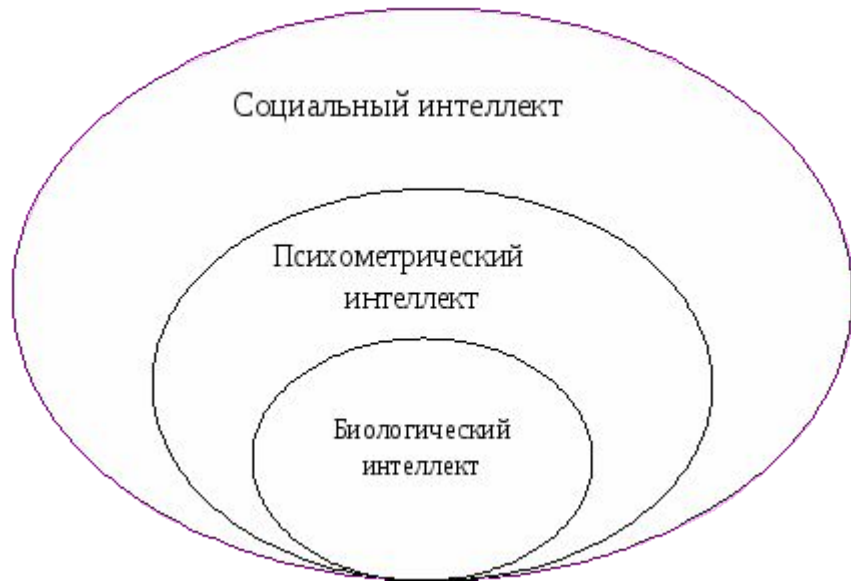 Социальный интеллект
Психометрический
интеллект
Биологический
интеллект